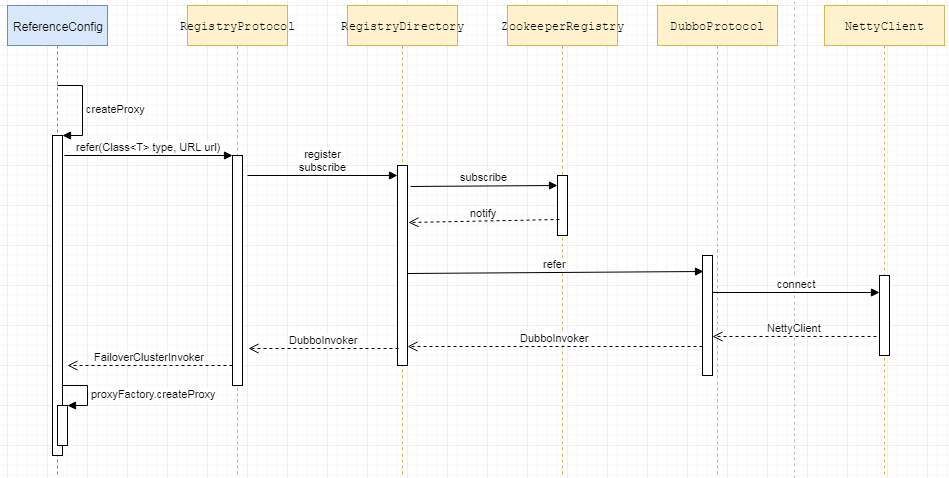 ReferenceConfig
RegistryProtocol
RegistryDirectory
ZookeeperRegistry
DubboProtocol
NettyClient
createProxy
refer(Class<T> type, URL url)
register
subscribe
subscribe
notify
refer
connect
NettyClient
DubboInvoker
DubboInvoker
FailoverClusterInvoker
proxyFactory.createProxy